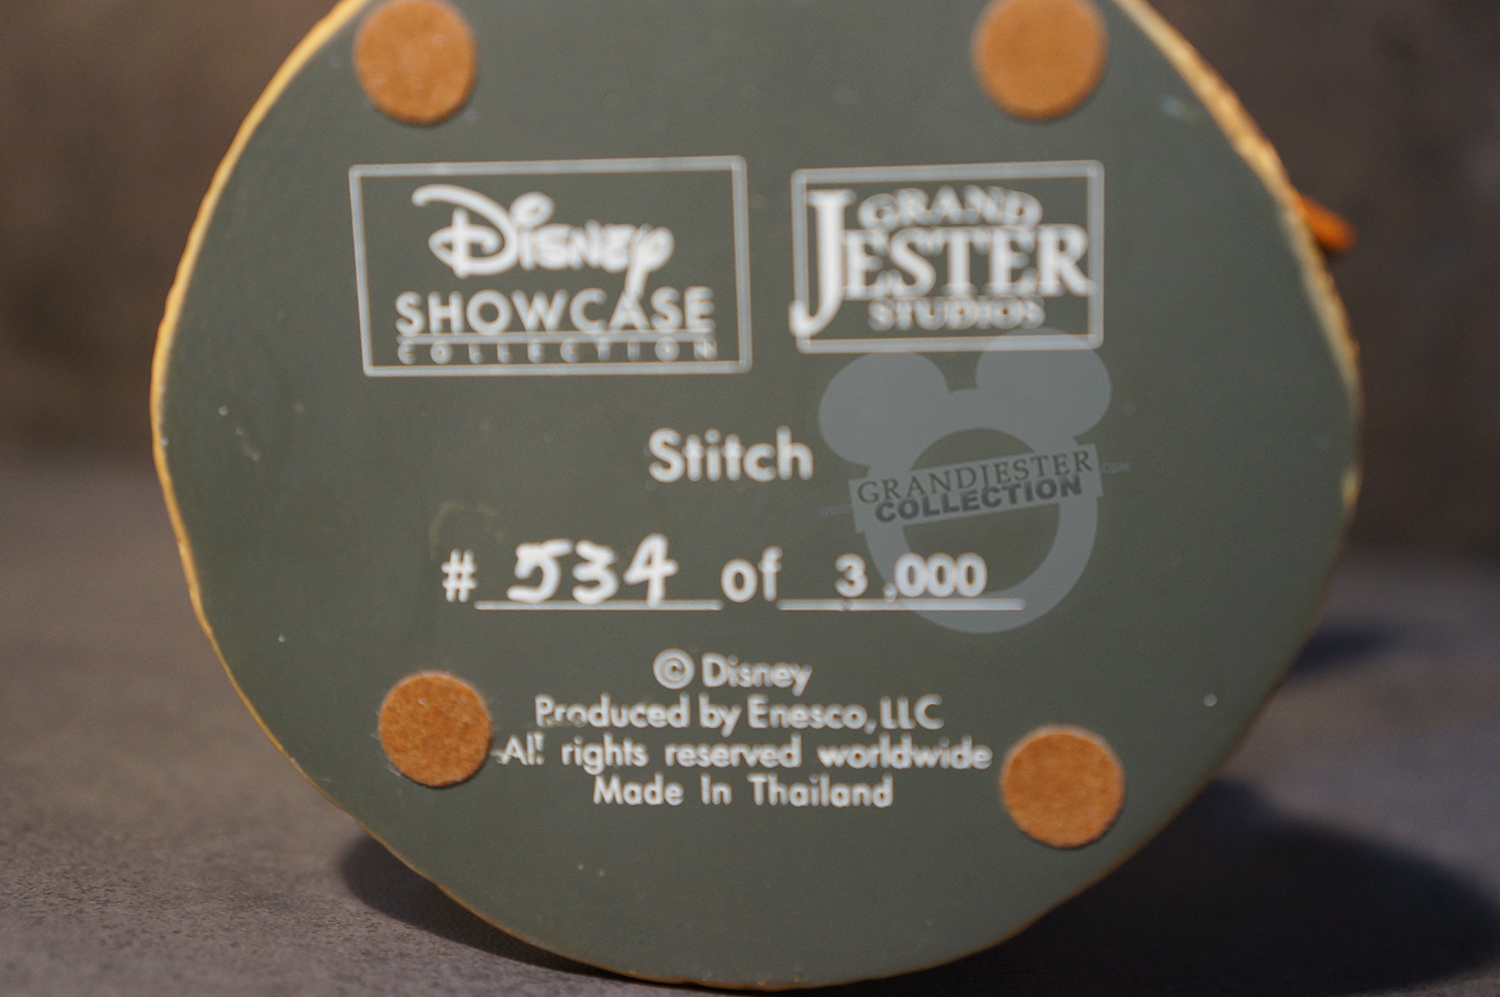 Disney
SHOWCASE
COLLECTION
GRAND
JESTER
STUDIOS
Stitch
GRANDJESTER
COLLECTION
# 534 of 3,000
© Disney
Produced by Enesco, LLC
All rights reserved worldwide
Made In Thailand